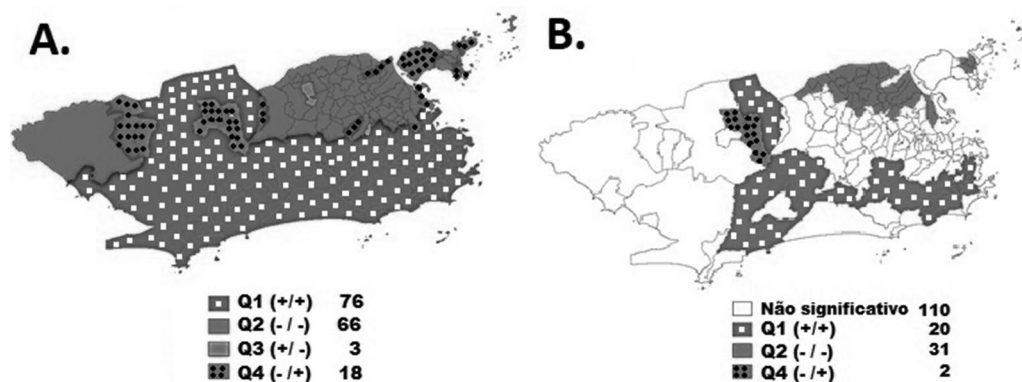 A.
B.
Q1 (+/+) 76
Q2 (- / -) 66
Q3 (+/ -) 3
Q4 (- /+) 18
Não significativo 110
Q1 (+/+) 20
Q2 (- / -) 31
Q4 (- /+) 2